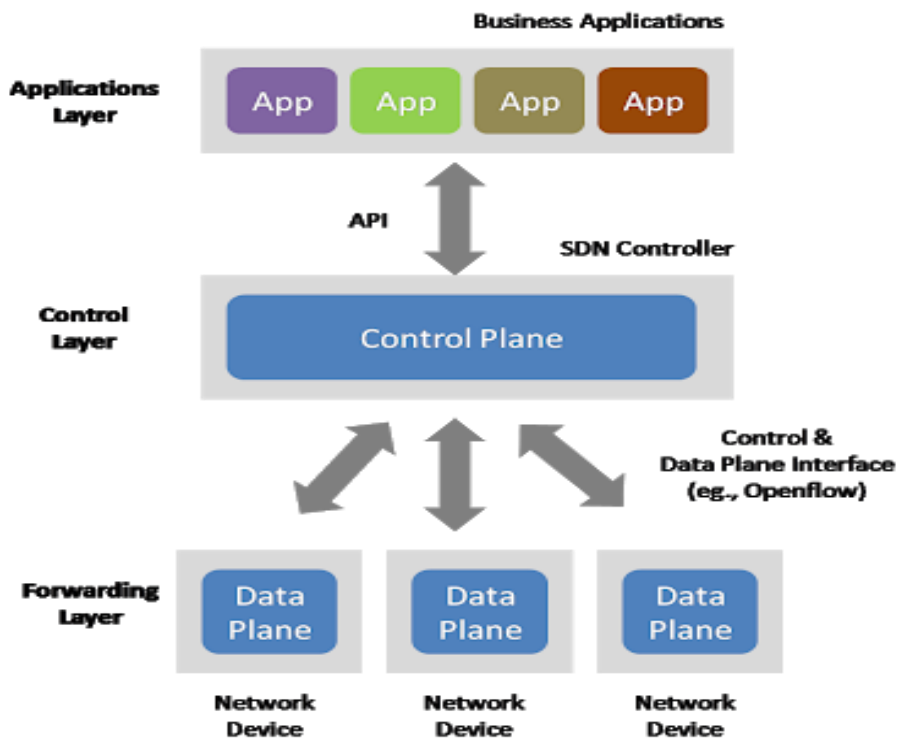 Business Applications
Applications
Layer
App App App App
API
SDN Controller
Control
Layer
Control Plane
Control &
Data Plane Interface
(eg., Openflow)
Forwarding
Layer
Data
Plane
Data
Plane
Data
Plane
Network
Device
Network
Device
Network
Device